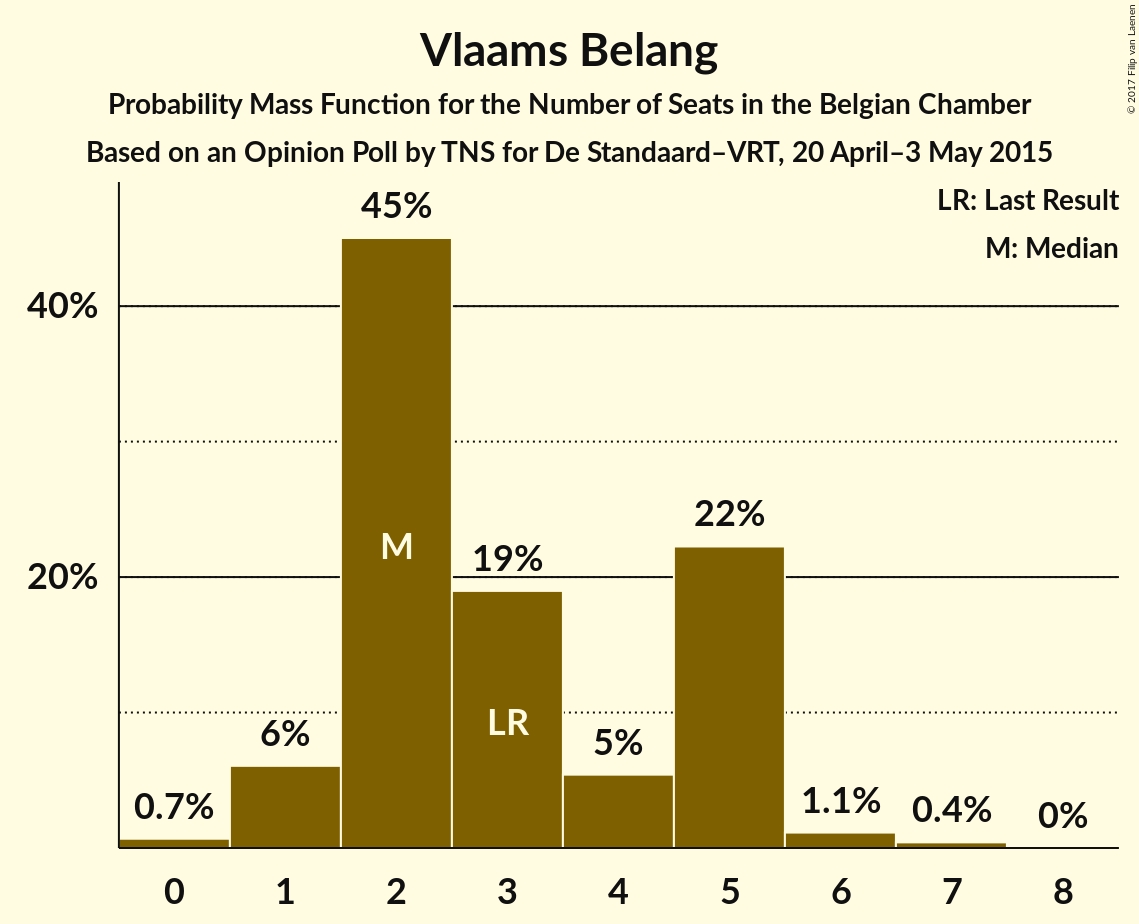 Vlaams Belang
Probability Mass Function for the Number of Seats in the Belgian Chamber
Based on an Opinion Poll by TNS for De Standaard–VRT, 20 April–3 May 2015
© 2017 Filip van Laenen
LR: Last Result
M: Median
45%
40%
22%
M
19%
20%
LR
6%
5%
0.7%
1.1%
0.4%
0%
0 1 2 3 4 5 6 7 8